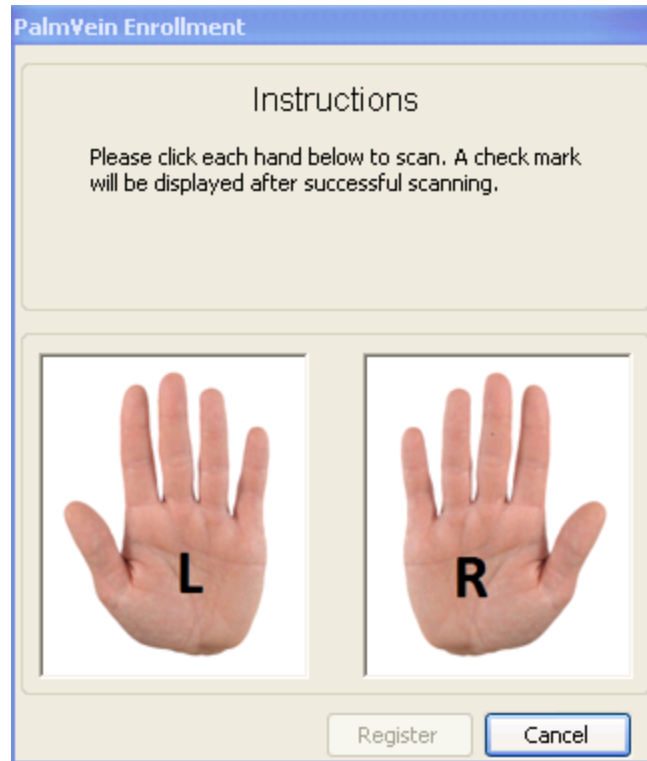 PalmVein Enrollment
Instructions
Please click each hand below to scan. A check mark
will be displayed after successful scanning.
L
R
Register
Cancel